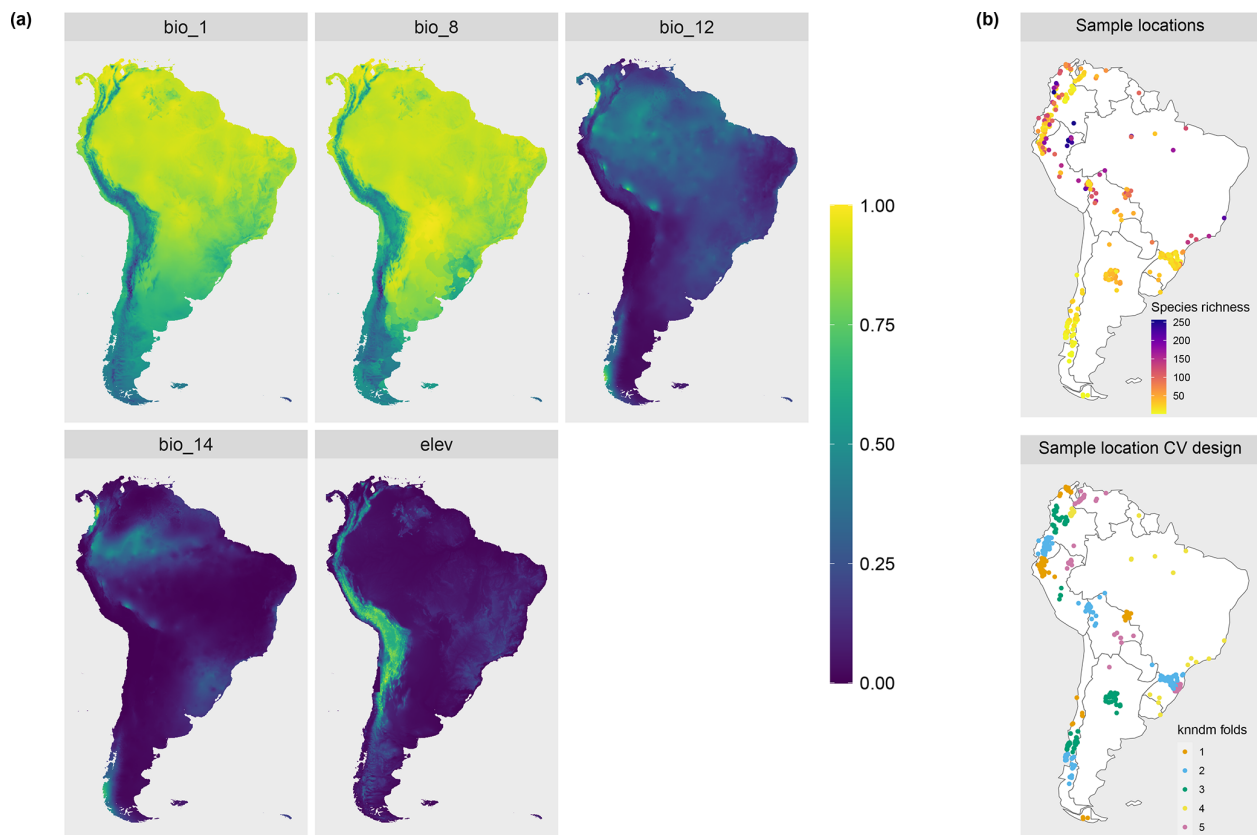 (a)
bio_1
bio_8
bio_12
bio_14
elev
1.00
0.75
0.50
0.25
0.00
(b)
Sample locations
Species richness
250
200
150
100
50
Sample location CV design
knndm folds
1
2
3
4
5